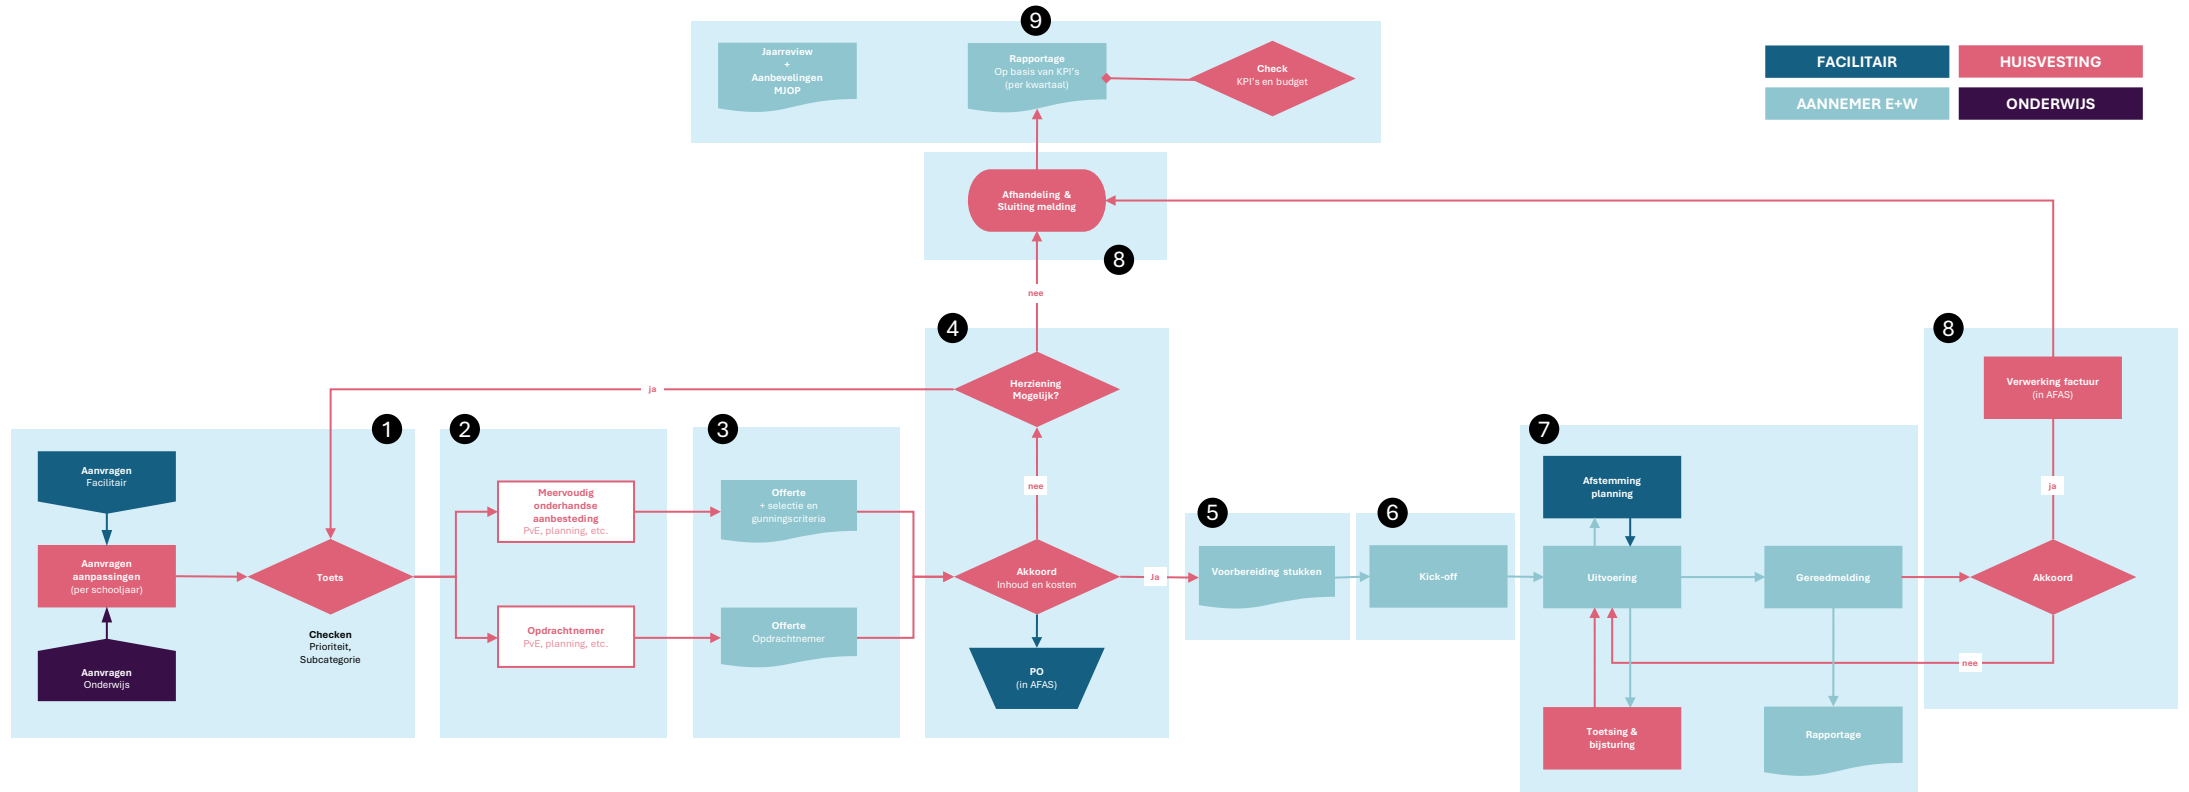 9
Jaarreview
+
Aanbevelingen
MJOP
Rapportage
Op basis van KPI's
(per kwartaal)
Check
KPI's en budget
FACILITAIR
HUISVESTING
AANNEMER E+W
ONDERWIJS
Afhandeling &
Sluiting melding
8
nee
4
Herziening
Mogelijk?
ja
nee
1
Aanvragen
Facilitair
Aanvragen
aanpassingen
(per schooljaar)
Aanvragen
Onderwijs
Toets
Checken
Prioriteit,
Subcategorie
2
Meervoudig
onderhandse
aanbesteding
PvE, planning, etc.
Opdrachtnemer
PvE, planning, etc.
3
Offerte
+ selectie en
gunningscriteria
Offerte
Opdrachtnemer
Akkoord
Inhoud en kosten
PO
(in AFAS)
Ja
5
Voorbereiding stukken
6
Kick-off
7
Afstemming
planning
Uitvoering
Gereedmelding
Toetsing &
bijsturing
Rapportage
8
Verwerking factuur
(in AFAS)
ja
Akkoord
nee